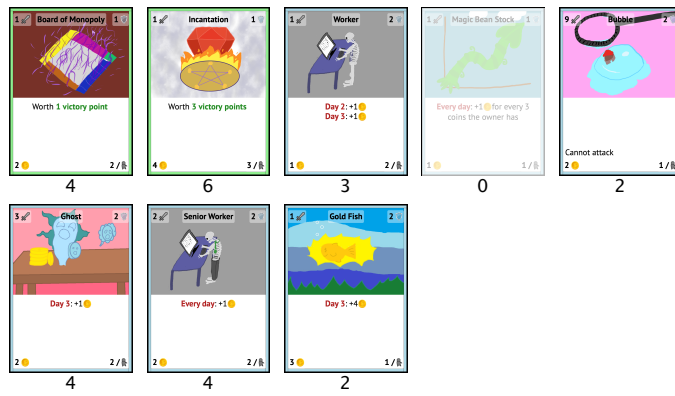 1 Board of Monopoly 1
Worth 1 victory point
2 2/
4
1 Incantation 1
Worth 3 victory points
4 3/
6
1 Worker 2
Day 2: +1
Day 3: +1
1 2/
3
1 Magic Bean Stock 1
Every day: +1 for every 3
coins the owner has
1 1/
0
9 Bubble 2
Cannot attack
2 1/
2
3 Ghost 2
Day 3: +1
2 2/
4
2 Senior Worker 2
Every day: +1
2 2/
4
1 Gold Fish 2
Day 3: +4
3 1/
2